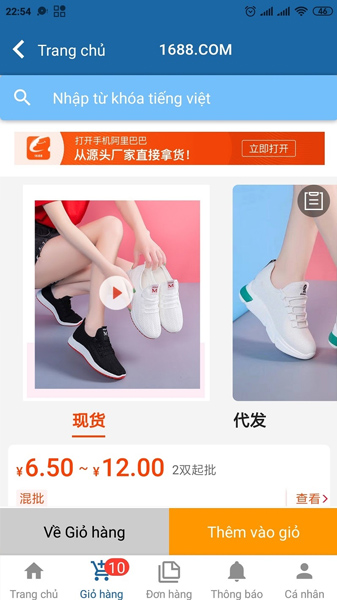 22:54
46
Trang chủ
1688.COM
Nhập từ khóa tiếng việt
打开手机阿里巴巴
从源头厂家直接拿货!
立即打开
现货
代发
¥6.50 ~ ¥12.00 2双起批
混批
查看
Về Giỏ hàng
Thêm vào giỏ
10
Trang chủ
Giỏ hàng
Đơn hàng
Thông báo
Cá nhân